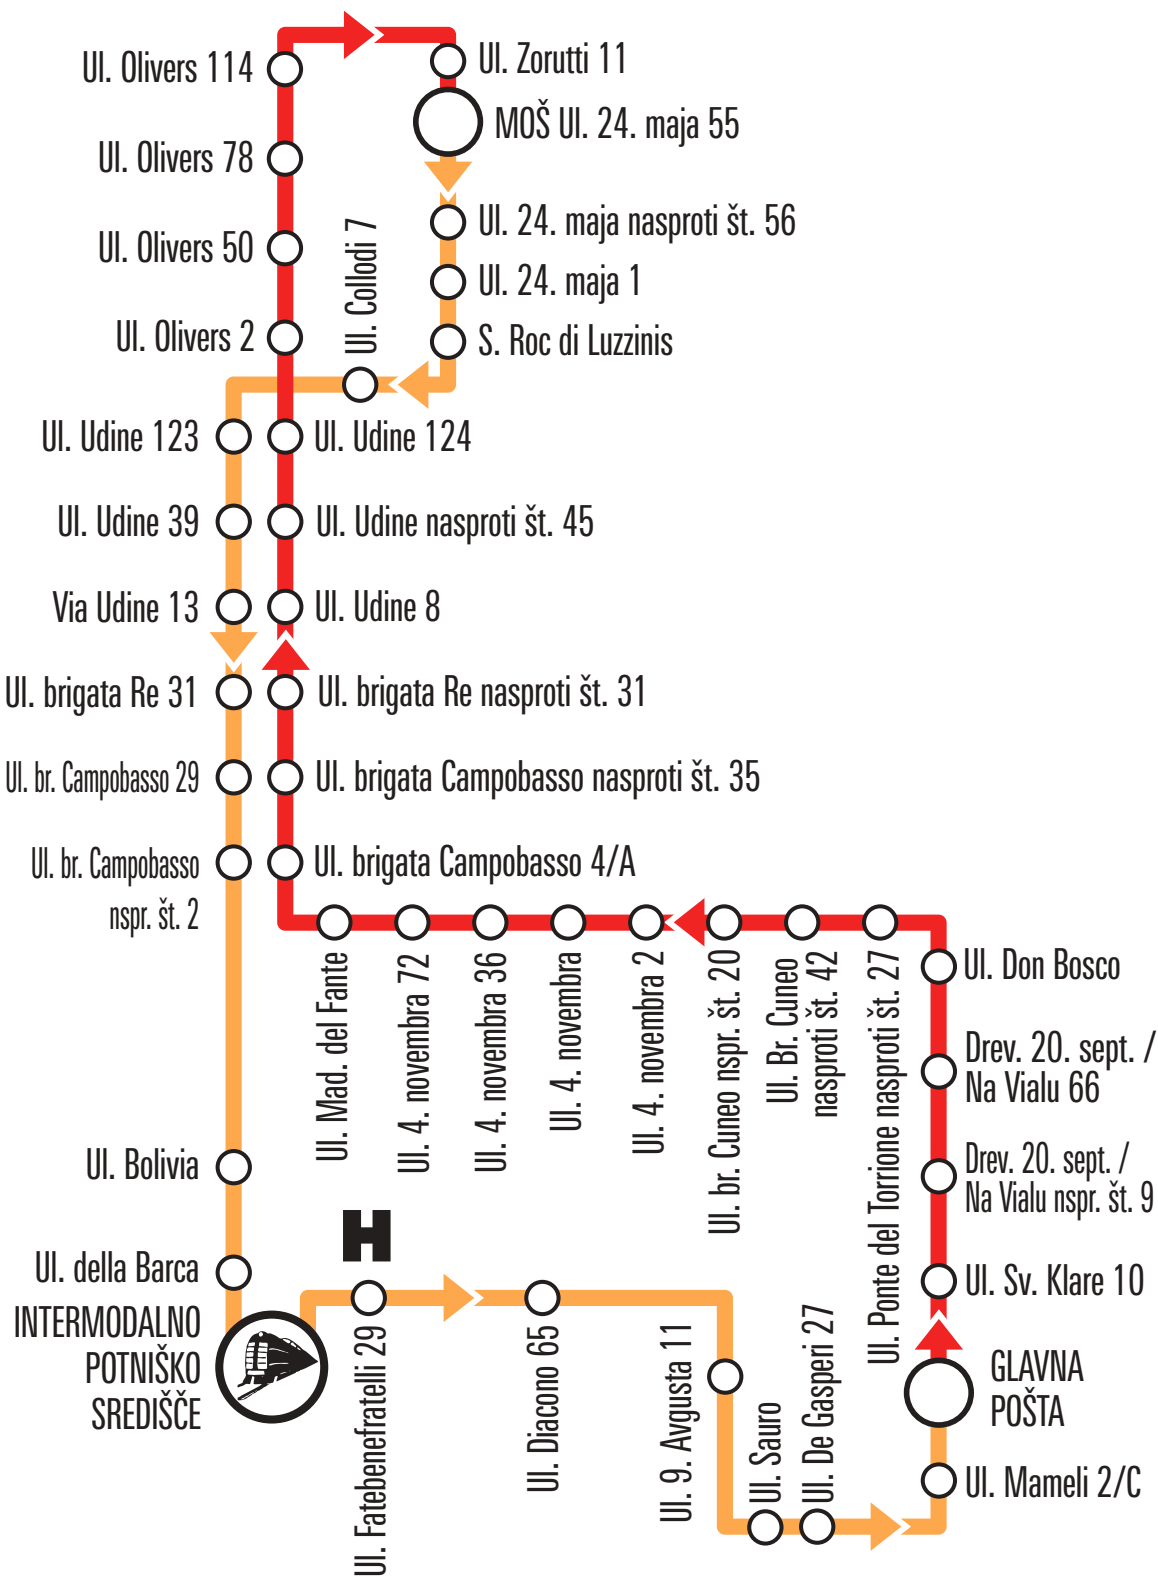 Ul. Olivers 114
Ul. Zorutti 11
MOŠ Ul. 24. maja 55
Ul. Olivers 78
Ul. 24. maja nasproti št. 56
Ul. Olivers 50
Ul. Collodi 7
Ul. 24. maja 1
Ul. Olivers 2
S. Roc di Luzzinis
Ul. Udine 123
Ul. Udine 124
Ul. Udine 39
Ul. Udine nasproti št. 45
Via Udine 13
Ul. Udine 8
Ul. brigata Re 31
Ul. brigata Re nasproti št. 31
Ul. br. Campobasso 29
Ul. brigata Campobasso nasproti št. 35
Ul. br. Campobasso
nspr. št. 2
Ul. brigata Campobasso 4/A
Ul. Mad. del Fante
Ul. 4. novembra 72
Ul. 4. novembra 36
Ul. 4. novembra
Ul. 4. novembra 2
Ul. br. Cuneo nspr. št. 20
Ul. Br. Cuneo
nasproti št. 42
Ul. Ponte del Torrione nasproti št. 27
Ul. Don Bosco
Drev. 20. sept. /
Na Vialu 66
Drev. 20. sept. /
Na Vialu nspr. št. 9
Ul. Sv. Klare 10
GLAVNA
POŠTA
Ul. Mameli 2/C
Ul. Bolivia
Ul. della Barca
INTERMODALNO
POTNIŠKO
SREDIŠČE
H
Ul. Fatebenefratelli 29
Ul. Diacono 65
Ul. 9. Avgusta 11
Ul. Sauro
Ul. De Gasperi 27